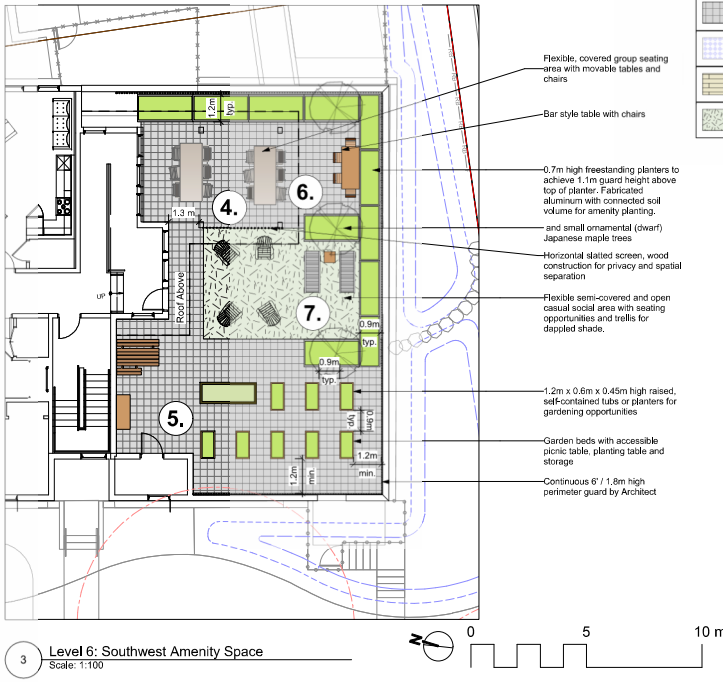 Flexible, covered group seating
area with movable tables and
chairs
Bar style table with chairs
0.7m high freestanding planters to
achieve 1.1m guard height above
top of planter. Fabricated
aluminum with connected soil
volume for amenity planting.
and small ornamental (dwarf)
Japanese maple trees
Horizontal slatted screen, wood
construction for privacy and spatial
separation
Flexible semi-covered and open
casual social area with seating
opportunities and trellis for
dappled shade.
1.2m x 0.6m x 0.45m high raised,
self-contained tubs or planters for
gardening opportunities
Garden beds with accessible
picnic table, planting table and
storage
Continuous 6' / 1.8m high
perimeter guard by Architect
1.2m
typ.
4.
6.
1.3 m
UP
Roof Above
7.
0.9m
typ.
0.9m
typ.
5.
0.9m
typ
1.2m
min.
1.2m
min.
3
Level 6: Southwest Amenity Space
Scale: 1:100
N
0
5
10 m